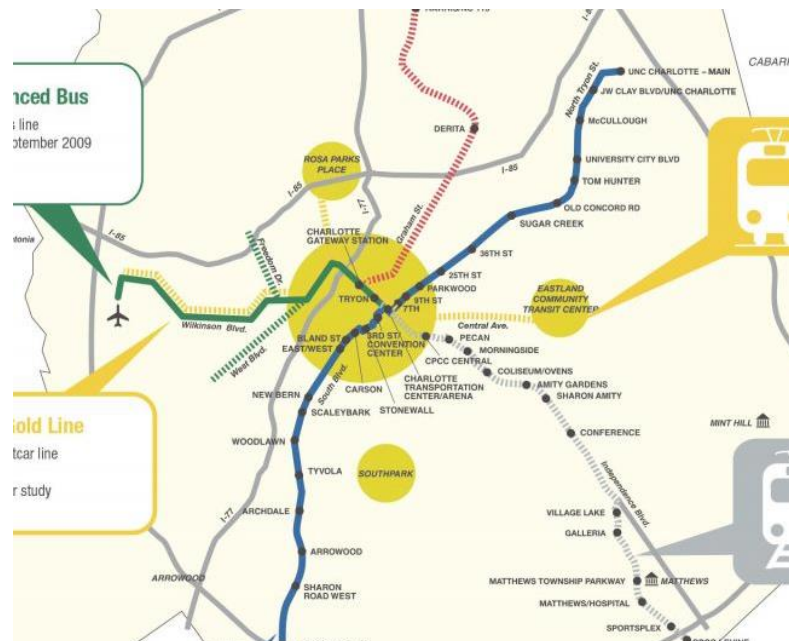 UNC CHARLOTTE – MAIN
North Tryon St.
CABARR
JW CLAY BLVD/UNC CHARLOTTE
nced Bus
s line
ptember 2009
DERITA
McCULLOUGH
ROSA PARKS
PLACE
UNIVERSITY CITY BLVD
I-85
I-85
TOM HUNTER
I-77
OLD CONCORD RD
Graham St.
SUGAR CREEK
CHARLOTTE
GATEWAY STATION
I-85
Freedom Dr.
36TH ST
25TH ST
PARKWOOD
EASTLAND
COMMUNITY
TRANSIT CENTER
TRYON
9TH ST
7TH
Wilkinson Blvd.
Central Ave.
BLAND ST
EAST/WEST
3RD ST/
CONVENTION
CENTER
PECAN
MORNINGSIDE
CPCC CENTRAL
West Blvd.
South Blvd.
COLISEUM/OVENS
CARSON
CHARLOTTE
TRANSPORTATION
CENTER/ARENA
AMITY GARDENS
SHARON AMITY
NEW BERN
STONEWALL
SCALEYBARK
Gold Line
tcar line
r study
CONFERENCE
MINT HILL
WOODLAWN
SOUTHPARK
TYVOLA
Independence Blvd.
I-77
ARCHDALE
VILLAGE LAKE
GALLERIA
ARROWOOD
ARROWOOD
SHARON
ROAD WEST
MATTHEWS TOWNSHIP PARKWAY
MATTHEWS
MATTHEWS/HOSPITAL
SPORTSPLEX